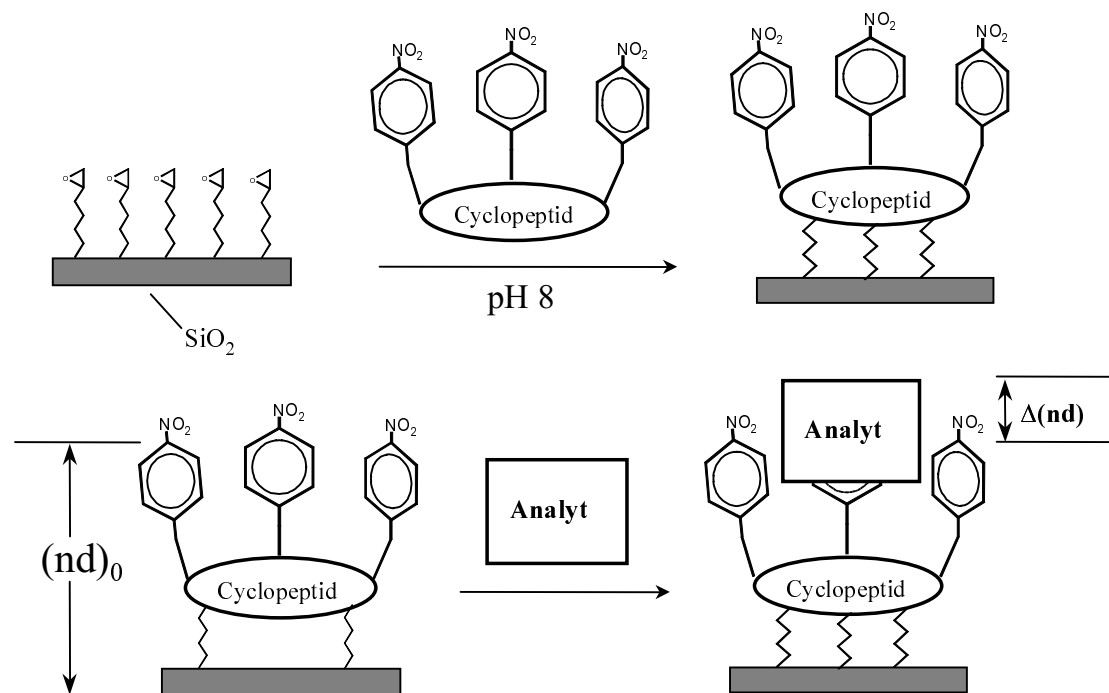 NO2
NO2
NO2
NO2
NO2
NO2
o
o
o
o
o
Cyclopeptid
Cyclopeptid
pH 8
SiO2
Δ(nd)
NO2
NO2
NO2
NO2
NO2
Analyt
Analyt
(nd)0
Cyclopeptid
Cyclopeptid